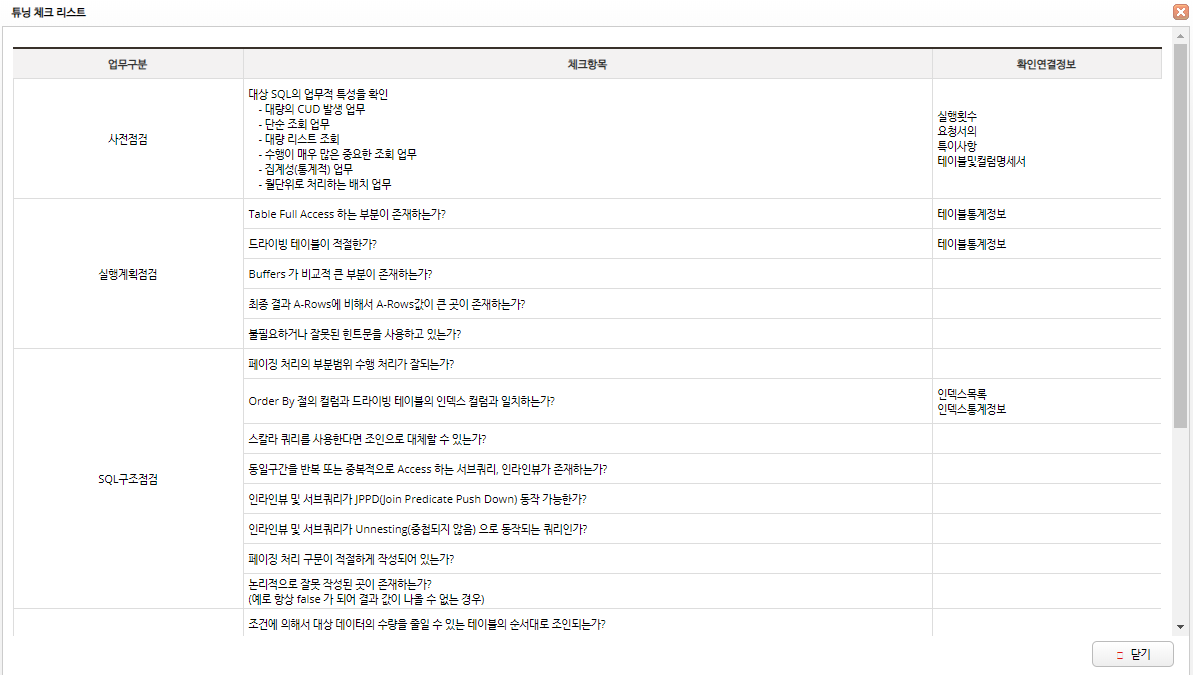 튜닝 체크 리스트
업무구분 체크항목 확인연결정보
사전점검
대상 SQL의 업무적 특성을 확인
- 대량의 CUD 발생 업무
- 단순 조회 업무
- 대량 리스트 조회
- 수행이 매우 많은 중요한 조회 업무
- 집계성(통계적) 업무
- 월단위로 처리하는 배치 업무
실행횟수
요청서의
특이사항
테이블및컬럼명세서
실행계획점검
Table Full Access 하는 부분이 존재하는가? 테이블통계정보
드라이빙 테이블이 적절한가? 테이블통계정보
Buffers 가 비교적 큰 부분이 존재하는가?
최종 결과 A-Rows에 비해서 A-Rows값이 큰 곳이 존재하는가?
불필요하거나 잘못된 힌트문을 사용하고 있는가?
SQL구조점검
페이징 처리의 부분범위 수행 처리가 잘되는가?
Order By 절의 컬럼과 드라이빙 테이블의 인덱스 컬럼과 일치하는가?
인덱스목록
인덱스통계정보
스칼라 쿼리를 사용한다면 조인으로 대체할 수 있는가?
동일구간을 반복 또는 중복적으로 Access 하는 서브쿼리, 인라인뷰가 존재하는가?
인라인뷰 및 서브쿼리가 JPPD(Join Predicate Push Down) 동작 가능한가?
인라인뷰 및 서브쿼리가 Unnesting(중첩되지 않음) 으로 동작되는 쿼리인가?
페이징 처리 구문이 적절하게 작성되어 있는가?
논리적으로 잘못 작성된 곳이 존재하는가?
(예로 항상 false 가 되어 결과 값이 나올 수 없는 경우)
조건에 의해서 대상 데이터의 수량을 줄일 수 있는 테이블의 순서대로 조인되는가?
닫기